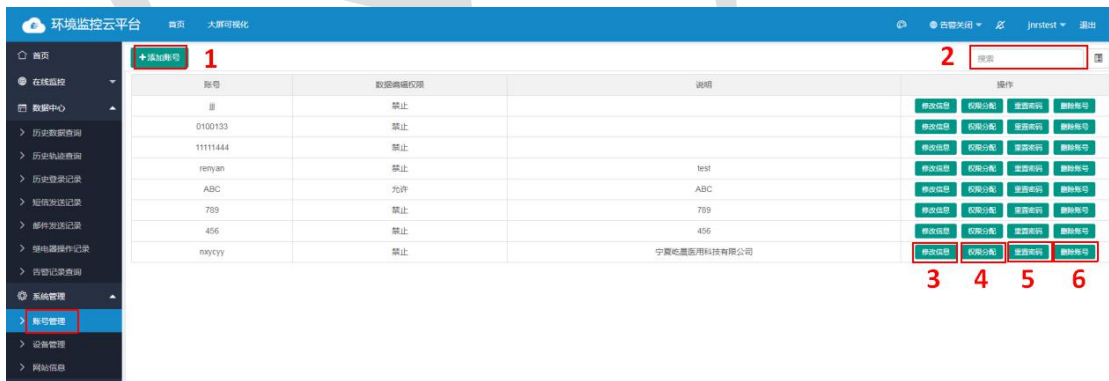 环境监控云平台 首页 大屏可视化 告警关闭 jnrstest 退出
首页
在线监控
数据中心
历史数据查询
历史轨迹查询
历史登录记录
短信发送记录
邮件发送记录
继电器操作记录
告警记录查询
系统管理
账号管理
设备管理
网站信息
+添加账号 1 2 搜索
账号 数据编辑权限 说明 操作
jjj 禁止 修改信息 权限分配 重置密码 删除账号
0100133 禁止 修改信息 权限分配 重置密码 删除账号
11111444 禁止 修改信息 权限分配 重置密码 删除账号
renyan 禁止 test 修改信息 权限分配 重置密码 删除账号
ABC 允许 ABC 修改信息 权限分配 重置密码 删除账号
789 禁止 789 修改信息 权限分配 重置密码 删除账号
456 禁止 456 修改信息 权限分配 重置密码 删除账号
nxycyy 禁止 宁夏屹盖医用科技有限公司 修改信息 权限分配 重置密码 删除账号
3 4 5 6